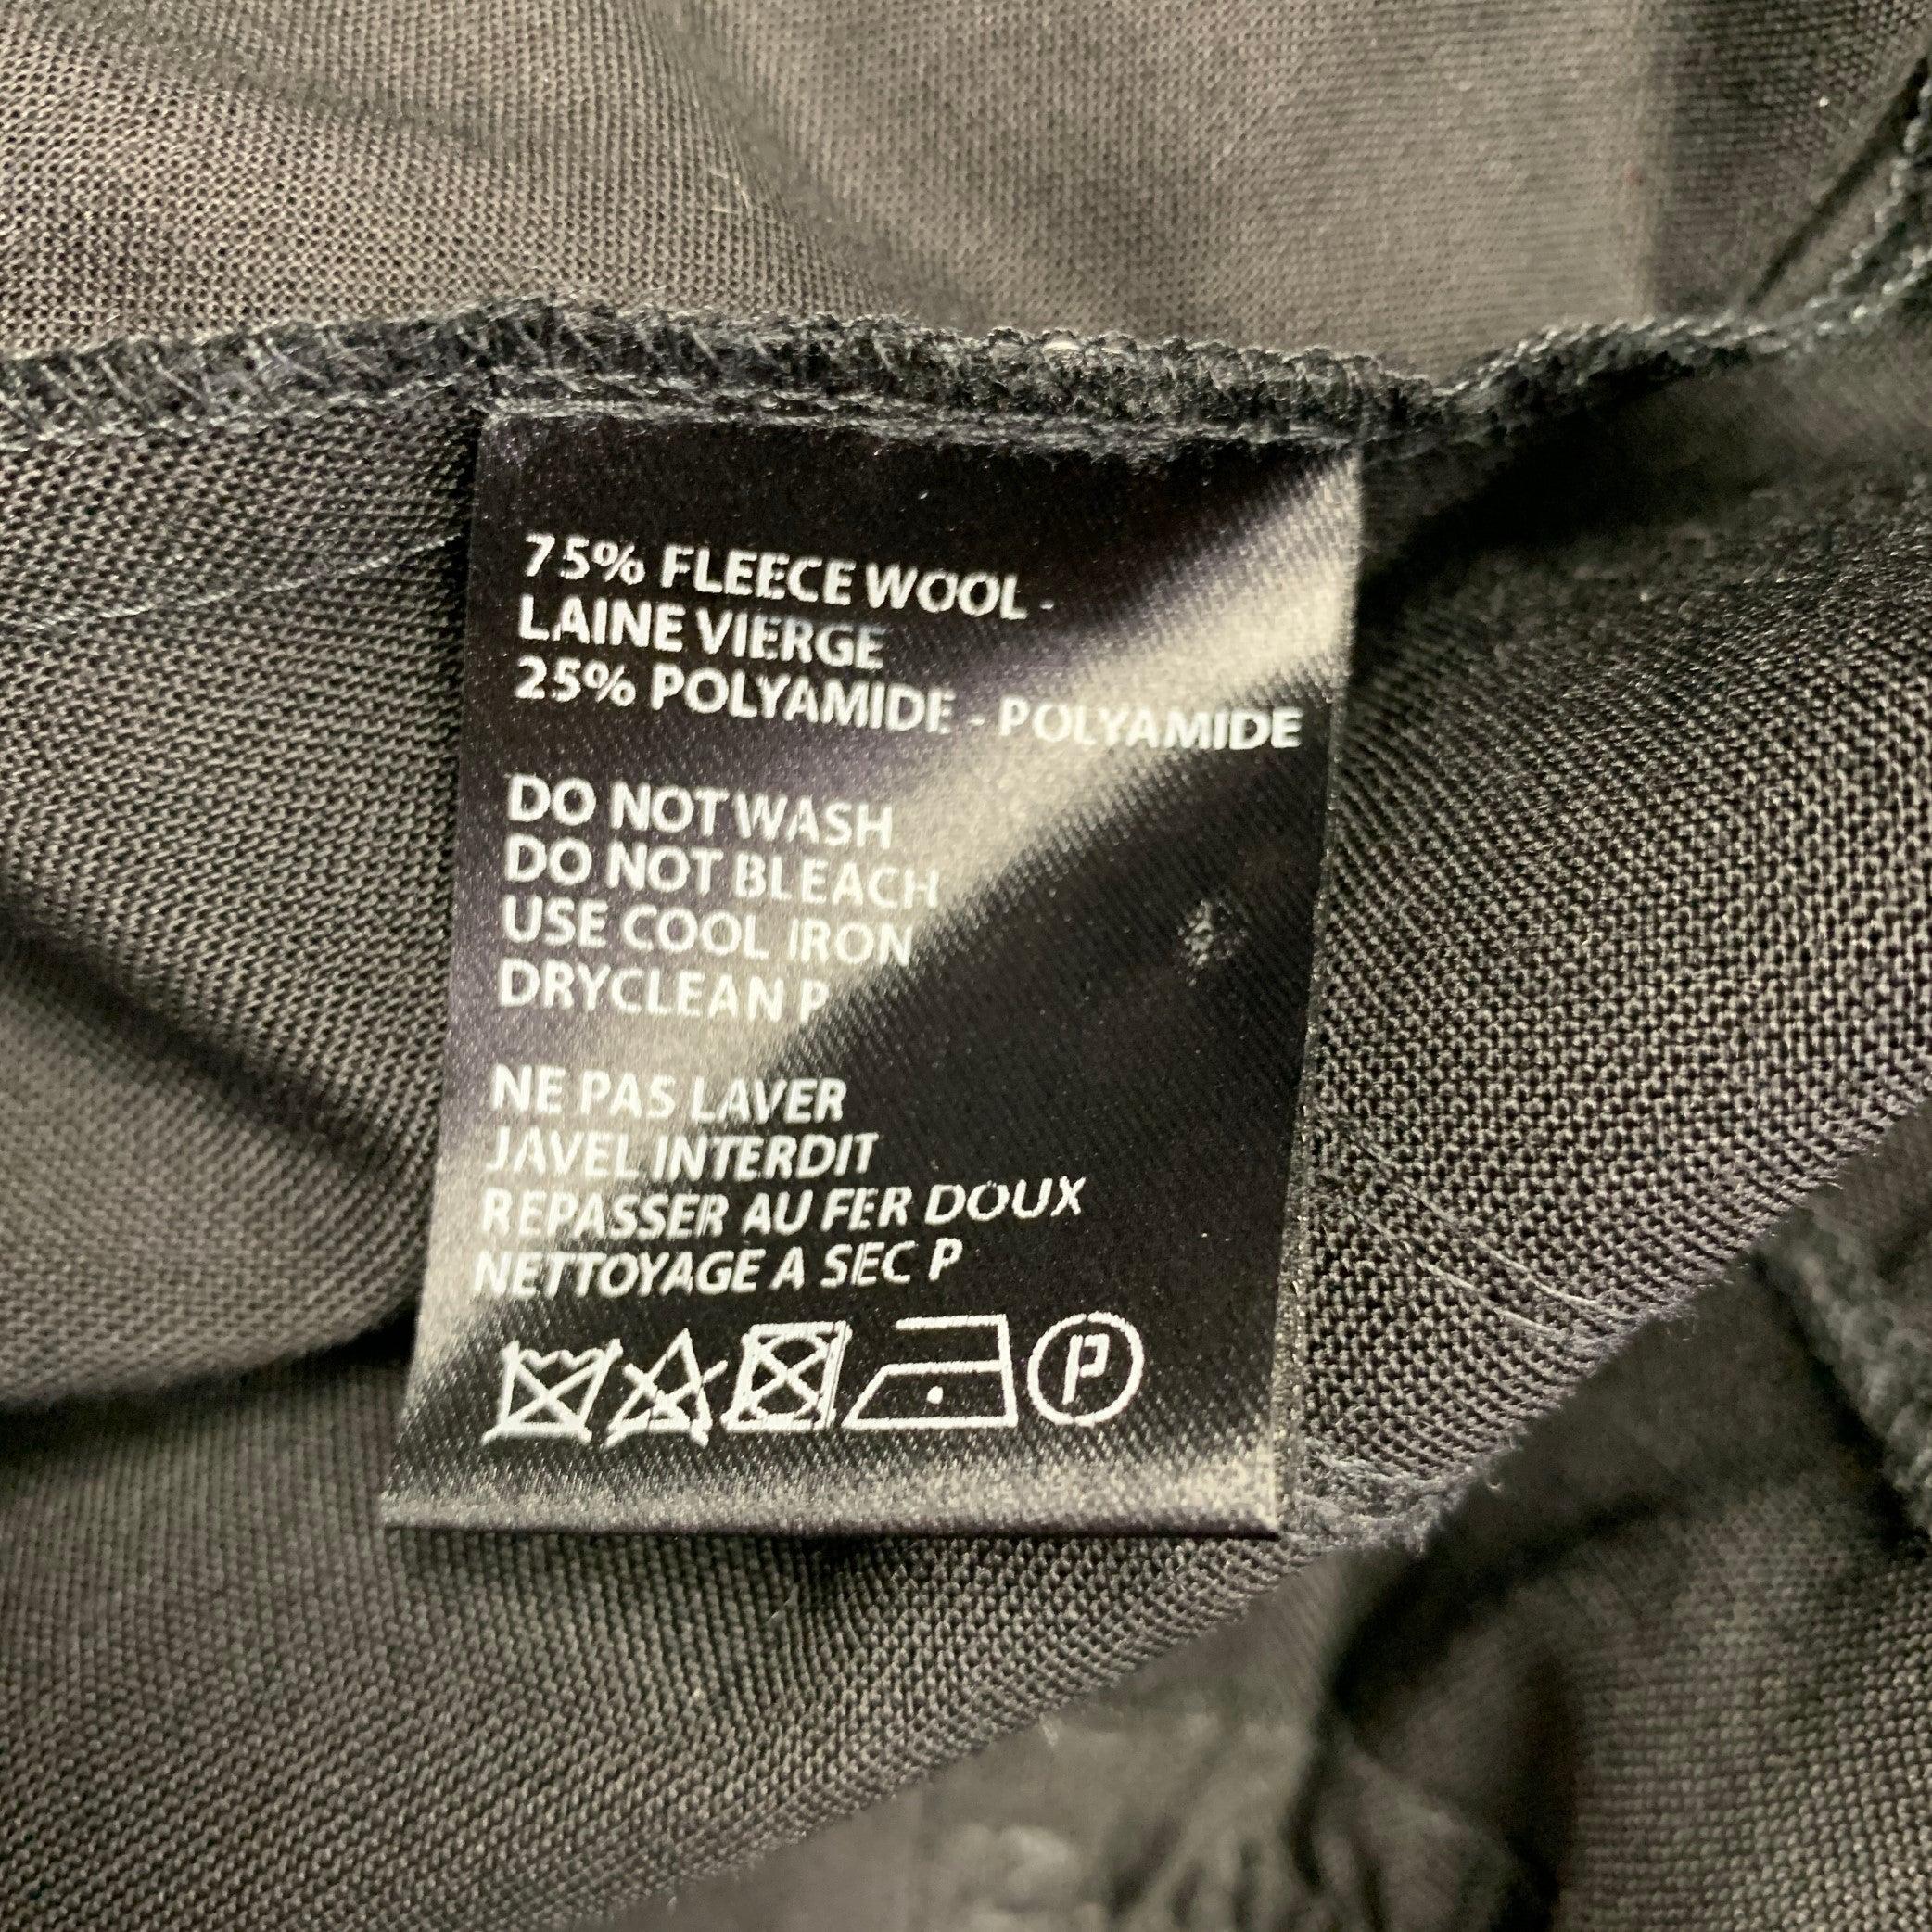 75% FLEECE WOOL -
LAINE VIERGE
25% POLYAMIDE - POLYAMIDE
DO NOT WASH
DO NOT BLEACH
USE COOL IRON
DRYCLEAN P
NE PAS LAVER
JAVEL INTERDIT
REPASSER AU FER DOUX
NETTOYAGE A SEC P
P